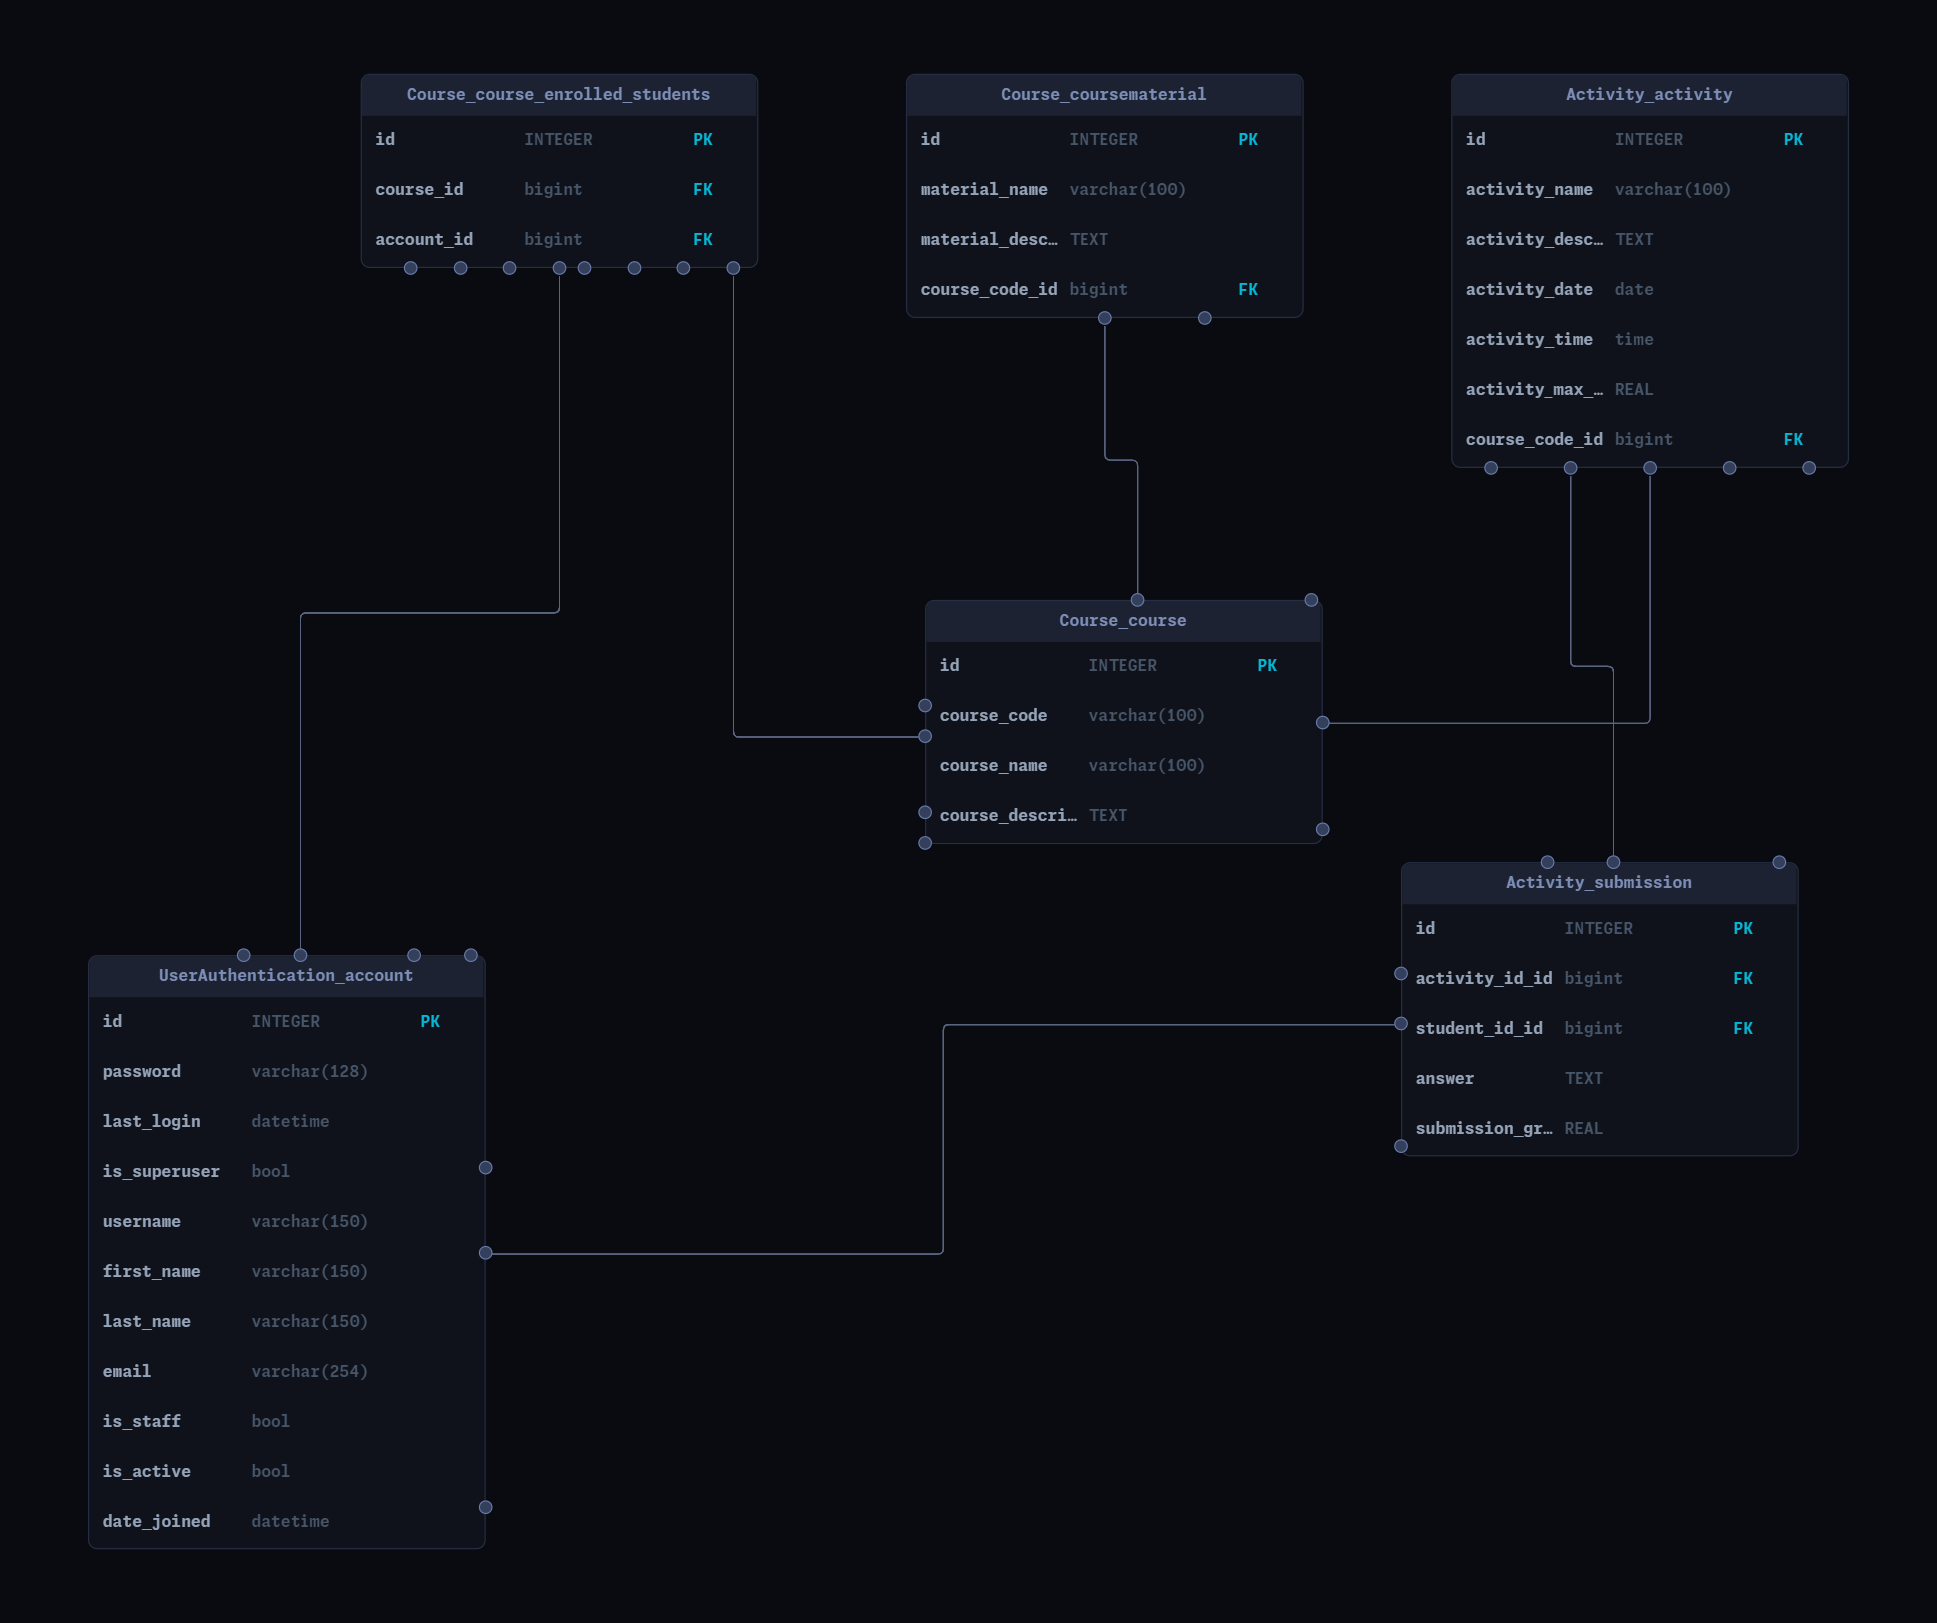 Course_course_enrolled_students
id INTEGER PK
course_id bigint FK
account_id bigint FK
Course_coursematerial
id INTEGER PK
material_name varchar(100)
material_desc… TEXT
course_code_id bigint FK
Activity_activity
id INTEGER PK
activity_name varchar(100)
activity_desc… TEXT
activity_date date
activity_time time
activity_max_… REAL
course_code_id bigint FK
Course_course
id INTEGER PK
course_code varchar(100)
course_name varchar(100)
course_descri… TEXT
Activity_submission
id INTEGER PK
activity_id_id bigint FK
student_id_id bigint FK
answer TEXT
submission_gr… REAL
UserAuthentication_account
id INTEGER PK
password varchar(128)
last_login datetime
is_superuser bool
username varchar(150)
first_name varchar(150)
last_name varchar(150)
email varchar(254)
is_staff bool
is_active bool
date_joined datetime